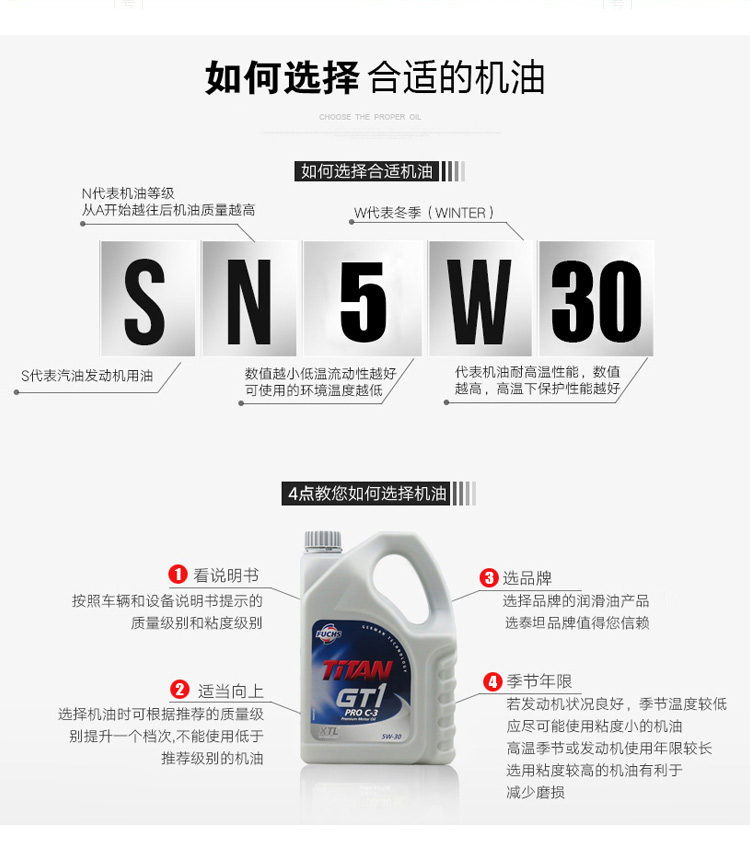 如何选择 合适的机油
CHOOSE THE PROPER OIL
如何选择合适机油
N代表机油等级
从A开始越往后机油质量越高
W代表冬季（WINTER）
S N 5 W 30
S代表汽油发动机用油
数值越小低温流动性越好
可使用的环境温度越低
代表机油耐高温性能，数值
越高，高温下保护性能越好
4点教您如何选择机油
1 看说明书
按照车辆和设备说明书提示的
质量级别和粘度级别
2 适当向上
选择机油时可根据推荐的质量级
别提升一个档次,不能使用低于
推荐级别的机油
3 选品牌
选择品牌的润滑油产品
选泰坦品牌值得您信赖
4 季节年限
若发动机状况良好，季节温度较低
应尽可能使用粘度小的机油
高温季节或发动机使用年限较长
选用粘度较高的机油有利于
减少磨损
GERMAN TECHNOLOGY
FUCHS
TITAN
GT1
PRO C-3
Premium Motor Oil
XTL
5W-30